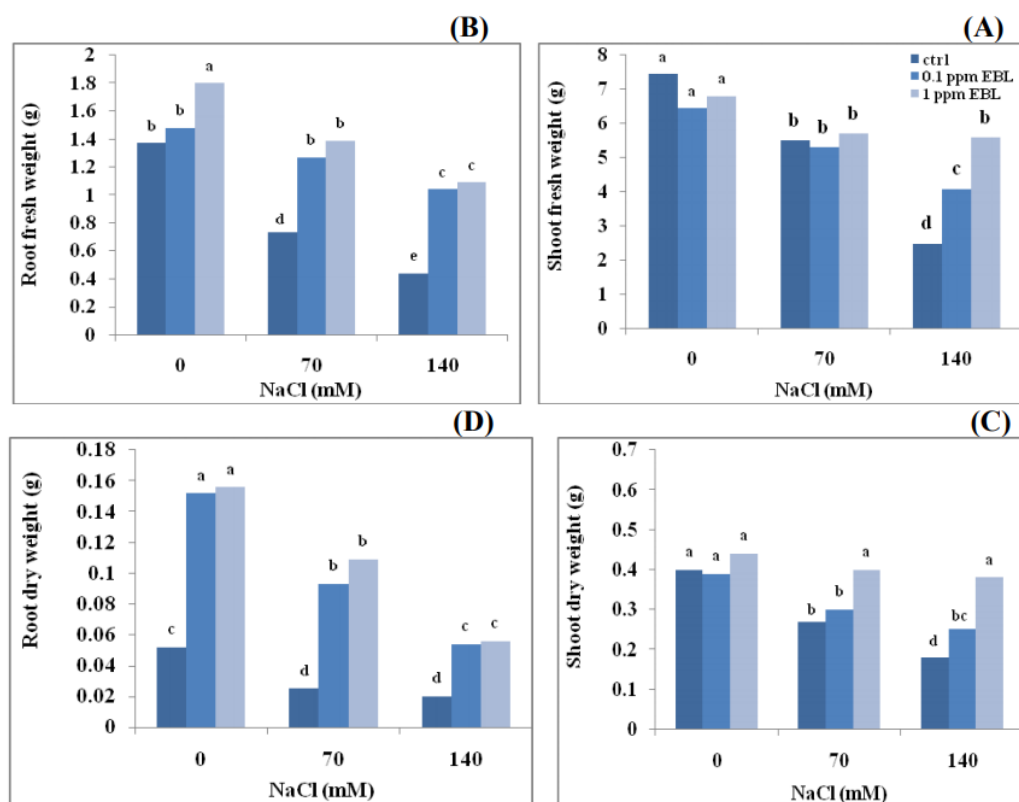 (B)
2
1.8
1.6
1.4
1.2
1
0.8
0.6
0.4
0.2
0
Root fresh weight (g)
b b a
d b b
e c c
0 70 140
NaCl (mM)
(A)
8
7
6
5
4
3
2
1
0
Shoot fresh weight (g)
ctrl
0.1 ppm EBL
1 ppm EBL
a a a
b b b
d c b
0 70 140
NaCl (mM)
(D)
0.18
0.16
0.14
0.12
0.1
0.08
0.06
0.04
0.02
0
Root dry weight (g)
c a a
d b b
d c c
0 70 140
NaCl (mM)
(C)
0.7
0.6
0.5
0.4
0.3
0.2
0.1
0
Shoot dry weight (g)
a a a
b b a
d bc a
0 70 140
NaCl (mM)